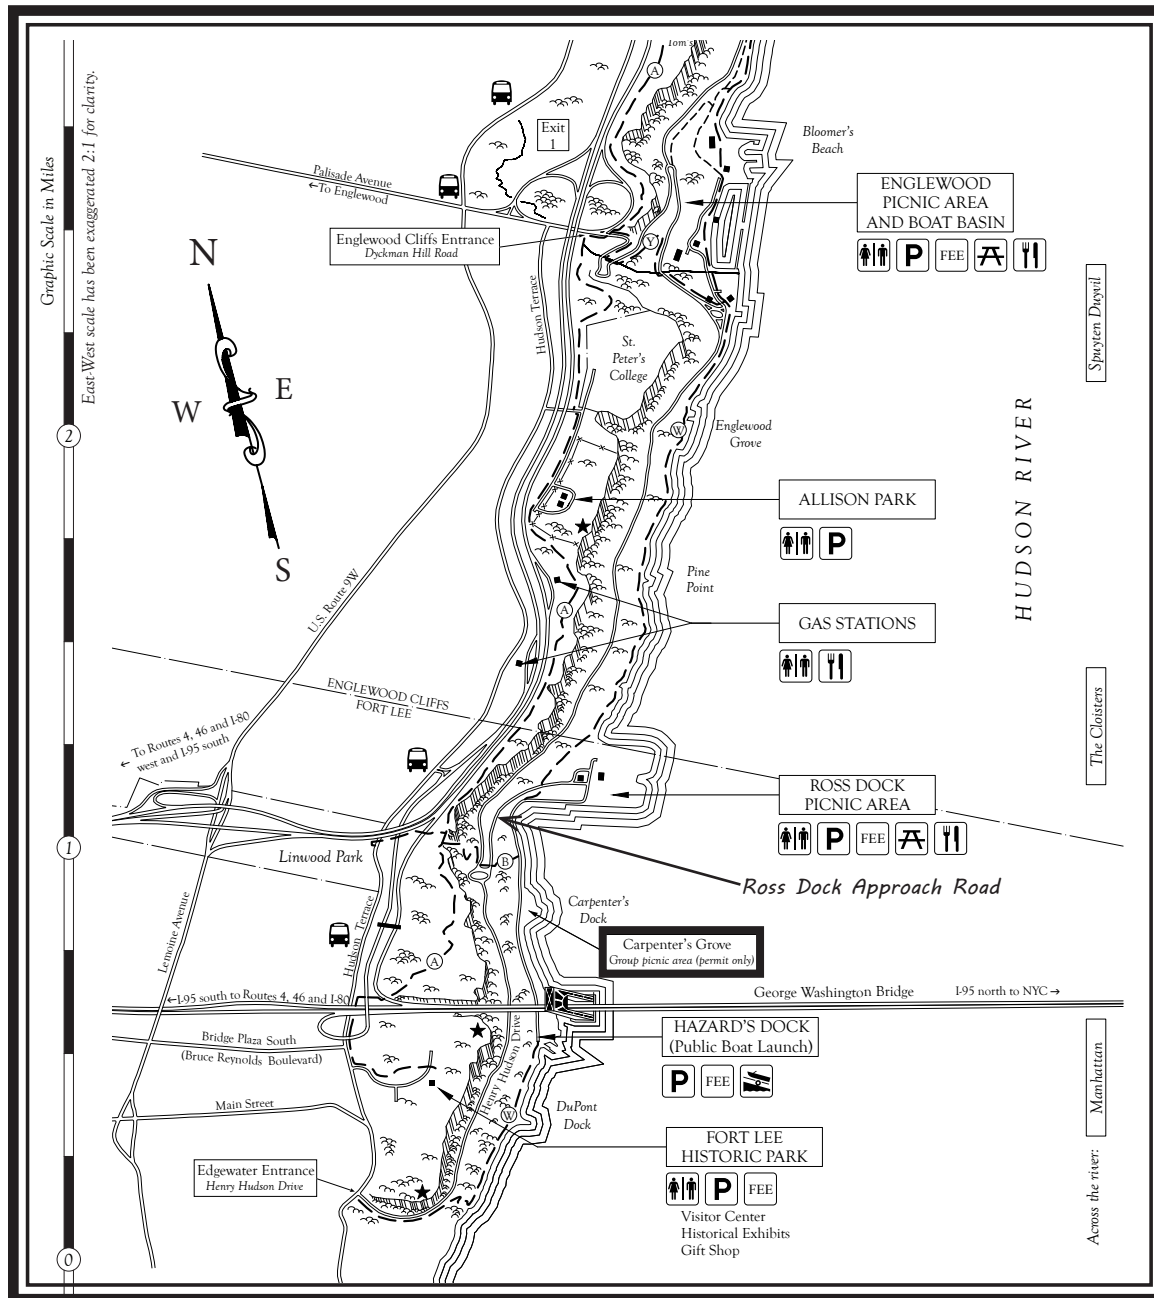 Graphic Scale in Miles
East-West scale has been exaggerated 2:1 for clarity.
2
1
0
N
W
E
S
Tom's
A
Exit
1
Bloomer's
Beach
Palisade Avenue
←To Englewood
ENGLEWOOD
PICNIC AREA
AND BOAT BASIN
P
FEE
Englewood Cliffs Entrance
Dyckman Hill Road
Y
Hudson Terrace
St.
Peter's
College
Spuyten Duyvil
Englewood
Grove
W
HUDSON RIVER
ALLISON PARK
P
Pine
Point
U.S. Route 9W
A
GAS STATIONS
ENGLEWOOD CLIFFS
FORT LEE
To Routes 4, 46 and I-80
← west and I-95 south
The Cloisters
ROSS DOCK
PICNIC AREA
P
FEE
Linwood Park
B
Ross Dock Approach Road
Carpenter's
Dock
Lemoine Avenue
Hudson Terrace
Carpenter's Grove
Group picnic area (permit only)
A
←I-95 south to Routes 4, 46 and I-80
George Washington Bridge
I-95 north to NYC→
Bridge Plaza South
(Bruce Reynolds Boulevard)
Henry Hudson Drive
HAZARD'S DOCK
(Public Boat Launch)
P
FEE
Main Street
W
DuPont
Dock
Manhattan
Across the river:
FORT LEE
HISTORIC PARK
P
FEE
Visitor Center
Historical Exhibits
Gift Shop
Edgewater Entrance
Henry Hudson Drive